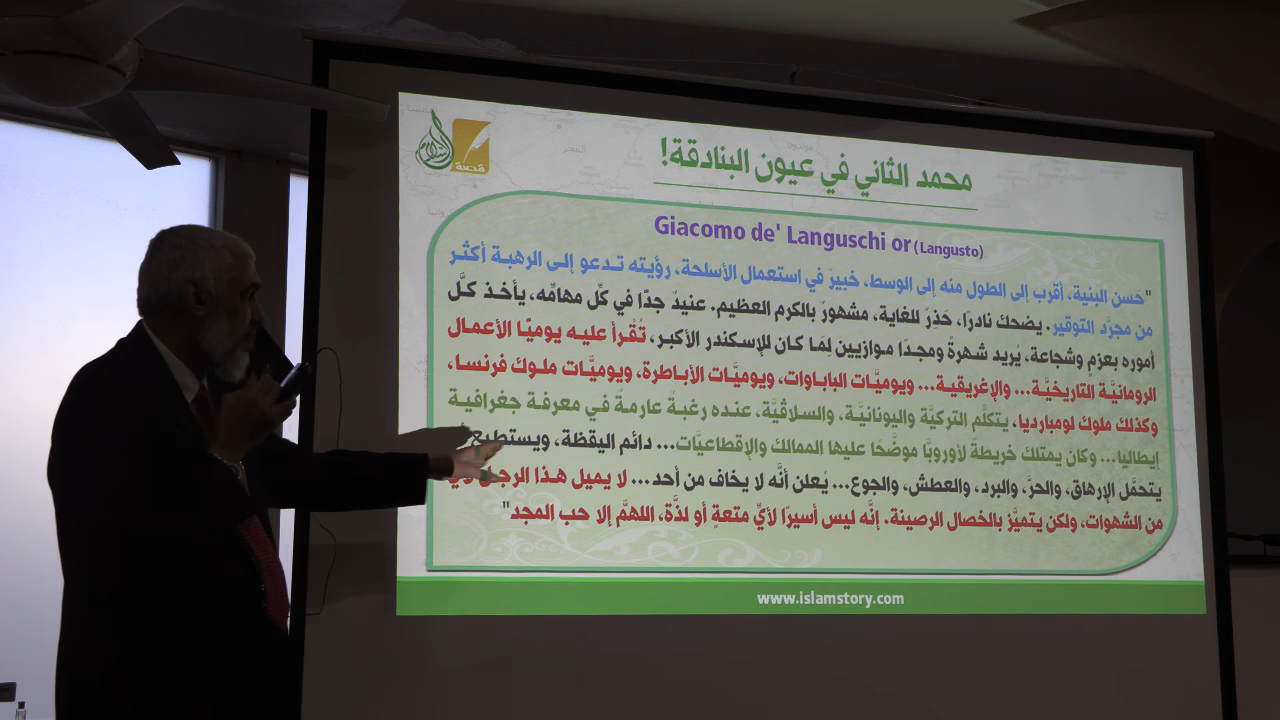 قصة
الإسلام
محمد الثاني في عيون البنادقة!
Giacomo de' Languschi or (Langusto)
"حَسن البنية، أقرب إلى الطول منه إلى الوسط، خبيرٌ في استعمال الأسلحة، رؤيته تدعو إلى الرهبة أكثر
من مجرَّد التوقير. يضحك نادرًا، حَذِرٌ للغاية، مشهورٌ بالكرم العظيم. عنيدٌ جدًا في كلِّ مهامِّه، يأخذ كلَّ
أموره بعزمٍ وشجاعة، يُريد شهرةً ومجدًا موازيين لمَا كان للإسكندر الأكبر، تُقْرأ عليه يوميًا الأعمال
الرومانيَّة التاريخيَّة... والإغريقية... ويوميَّات الباباوات، ويوميَّات الأباطرة، ويوميَّات ملوك فرنسا،
وكذلك ملوك لومبارديا، يتكلَّم التركيَّة واليونانيَّة، والسلاڤيَّة، عنده رغبةٌ عارمةٌ في معرفة جغرافية
إيطاليا... وكان يمتلك خريطةً لأوروبَّا موضَّحًا عليها الممالك والإقطاعيَّات... دائم اليقظة، ويستطيع
يتحمَّل الإرهاق، والحرَّ، والبرد، والعطش، والجوع... يُعلن أنَّه لا يخاف من أحد... لا يميل هذا الرجل
من الشهوات، ولكن يتميَّز بالخصال الرصينة. إنَّه ليس أسيرًا لأيِّ متعةٍ أو لذَّة، اللهمَّ إلا حب المجد"
www.islamstory.com